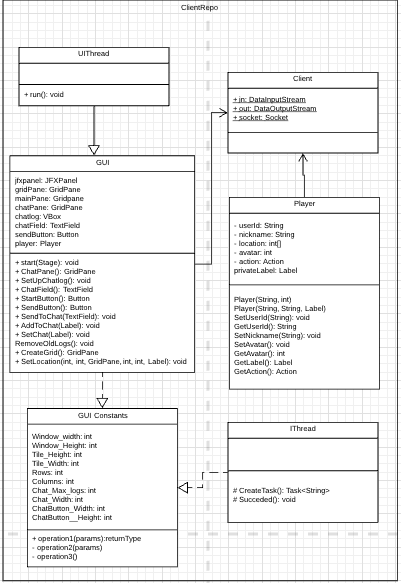 ClientRepo
UIThread
+ run(): void
Client
+ in: DataInputStream
+ out: DataOutputStream
+ socket: Socket
GUI
jfxpanel: JFXPanel
gridPane: GridPane
mainPane: Gridpane
chatPane: GridPane
chatlog: VBox
chatField: TextField
sendButton: Button
player: Player
+ start(Stage): void
+ ChatPane(): GridPane
+ SetUpChatlog(): void
+ ChatField(): TextField
+ StartButton(): Button
+ SendButton(): Button
+ SendToChat(TextField): void
+ AddToChat(Label): void
+ SetChat(Label): void
RemoveOldLogs(): void
+ CreateGrid(): GridPane
+ SetLocation(int, int, GridPane, int, int, Label): void
Player
- userId: String
- nickname: String
- location: int[]
- avatar: int
- action: Action
privateLabel: Label
Player(String, int)
Player(String, String, Label)
SetUserId(String): void
GetUserID(): String
SetNickname(String): void
SetAvatar(): void
GetAvatar(): int
GetLabel(): Label
GetAction(): Action
GUI Constants
Window_width: int
Window_Height: int
Tile_Height: int
Tile_Width: int
Rows: int
Columns: int
Chat_Max_logs: int
Chat_Width: int
ChatButton_Width: int
ChatButton__Height: int
+ operation1(params):returnType
- operation2(params)
- operation3()
IThread
# CreateTask(): Task<String>
# Succeded(): void